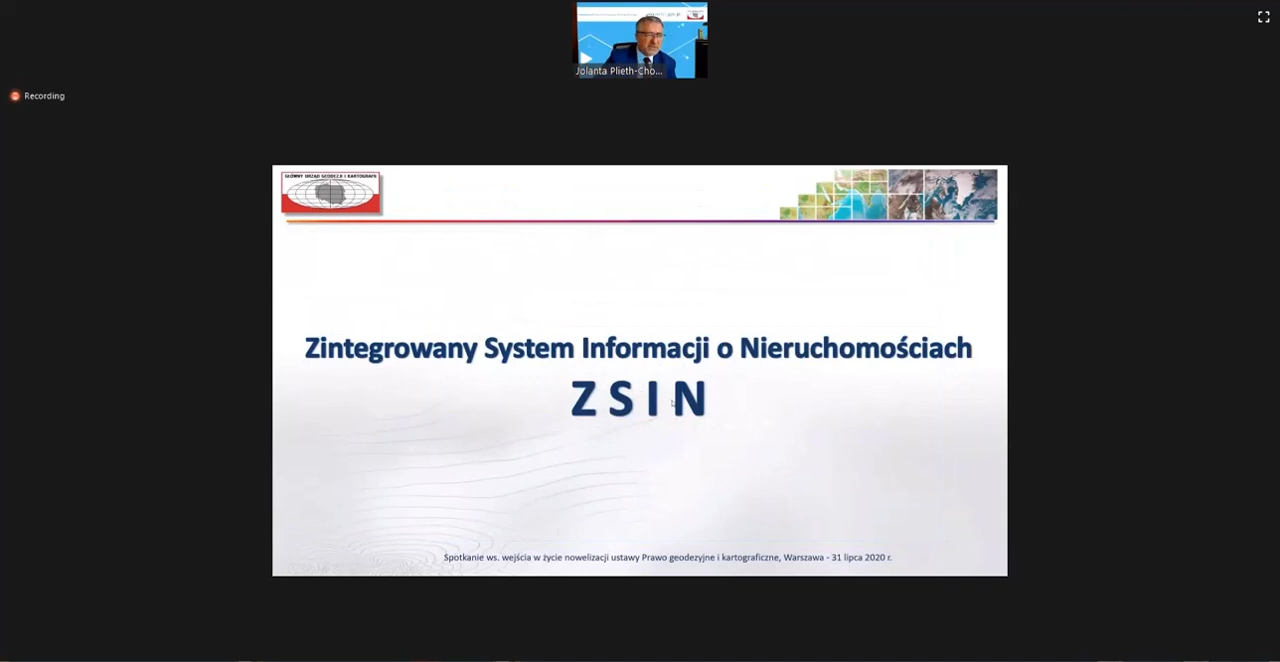 Jolanta Plieth-Cho...
Recording
GŁÓWNY URZĄD GEODEZJI I KARTOGRAFII
Zintegrowany System Informacji o Nieruchomościach
Z S I N
Spotkanie ws. wejścia w życie nowelizacji ustawy Prawo geodezyjne i kartograficzne, Warszawa - 31 lipca 2020 r.